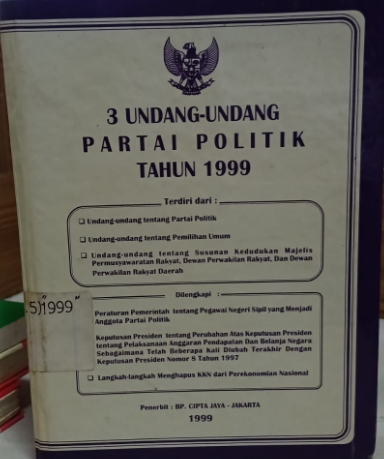 3 UNDANG-UNDANG
PARTAI POLITIK
TAHUN 1999
Terdiri dari :
❑ Undang-undang tentang Partai Politik
❑ Undang-undang tentang Pemilihan Umum
❑ Undang-undang tentang Susunan Kedudukan Majelis
Permusyawaratan Rakyat, Dewan Perwakilan Rakyat, Dan Dewan
Perwakilan Rakyat Daerah
Dilengkapi :
Peraturan Pemerintah tentang Pegawai Negeri Sipil yang Menjadi
Anggota Partai Politik
Keputusan Presiden tentang Perubahan Atas Keputusan Presiden
tentang Pelaksanaan Anggaran Pendapatan Dan Belanja Negara
Sebagaimana Telah Beberapa Kali Diubah Terakhir Dengan
Keputusan Presiden Nomor 8 Tahun 1997
❑ Langkah-langkah Menghapus KKN dari Perekonomian Nasional
5)"1999"
Penerbit : BP. CIPTA JAYA - JAKARTA
1999